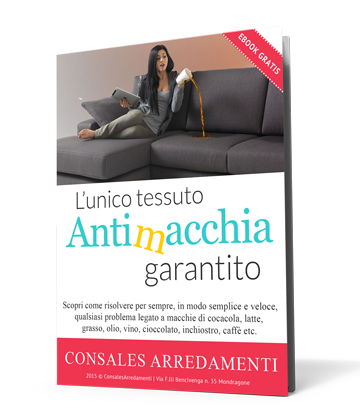 EBOOK GRATIS
L'unico tessuto
Antimacchia
garantito
Scopri come risolvere per sempre, in modo semplice e veloce,
qualsiasi problema legato a macchie di cocacola, latte,
grasso, olio, vino, cioccolato, inchiostro, caffè etc.
CONSALES ARREDAMENTI
2015 © ConsalesArredamenti | Via F.lli Bencivenga n. 35 Mondragone